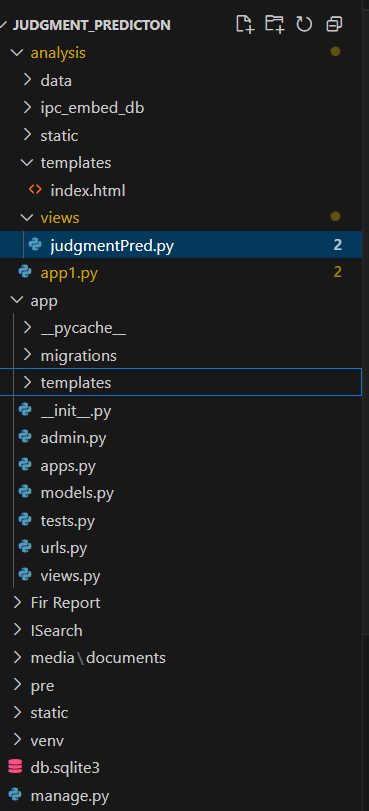 JUDGMENT_PREDICTON
analysis
data
ipc_embed_db
static
templates
index.html
views
judgmentPred.py 2
app1.py 2
app
__pycache__
migrations
templates
__init__.py
admin.py
apps.py
models.py
tests.py
urls.py
views.py
Fir Report
ISearch
media\documents
pre
static
venv
db.sqlite3
manage.py